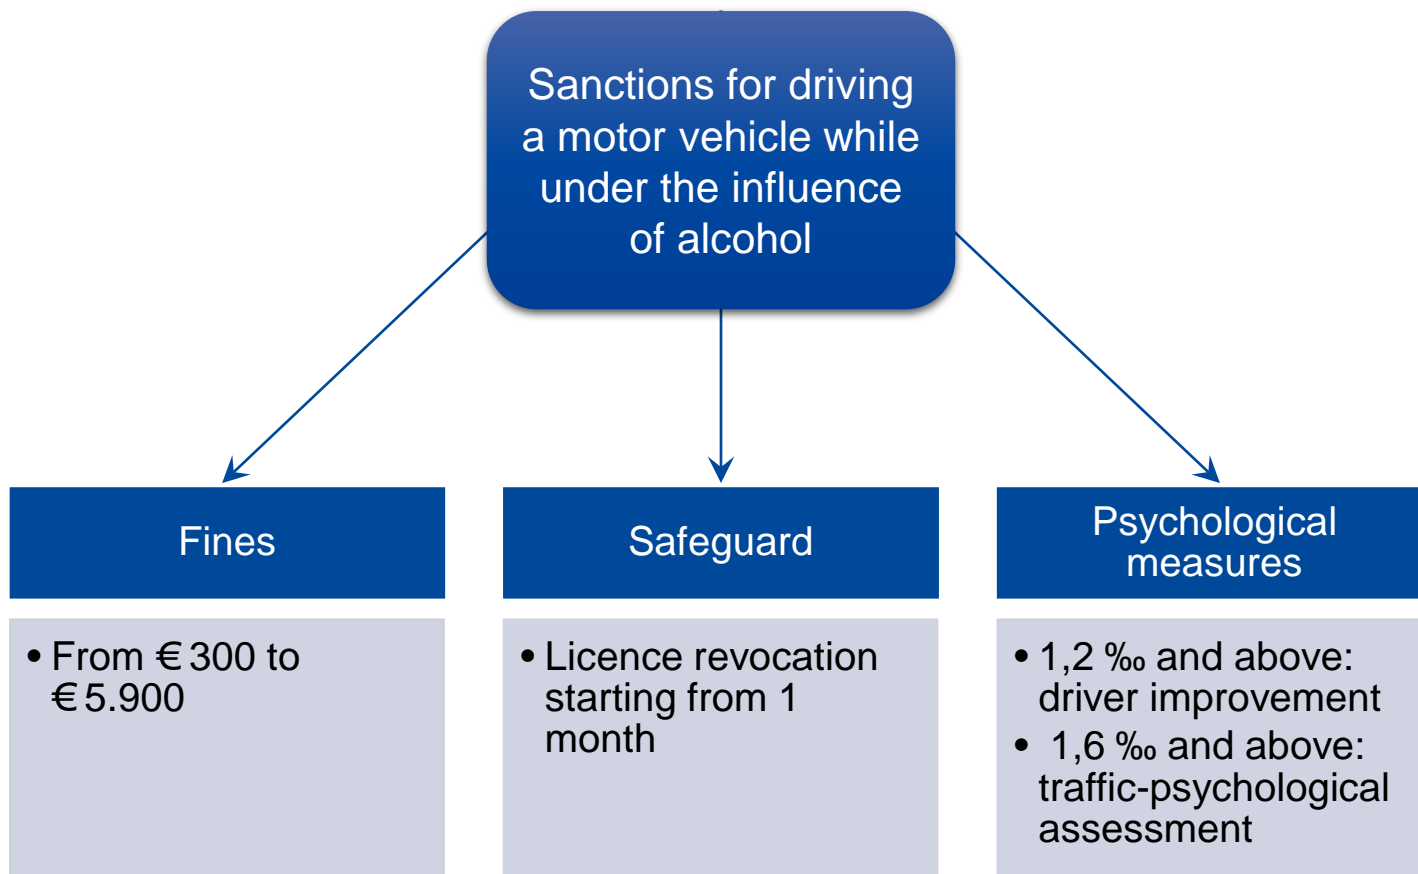 Sanctions for driving
a motor vehicle while
under the influence
of alcohol
Fines
• From € 300 to
€ 5.900
Safeguard
• Licence revocation
starting from 1
month
Psychological
measures
• 1,2 ‰ and above:
driver improvement
• 1,6 ‰ and above:
traffic-psychological
assessment